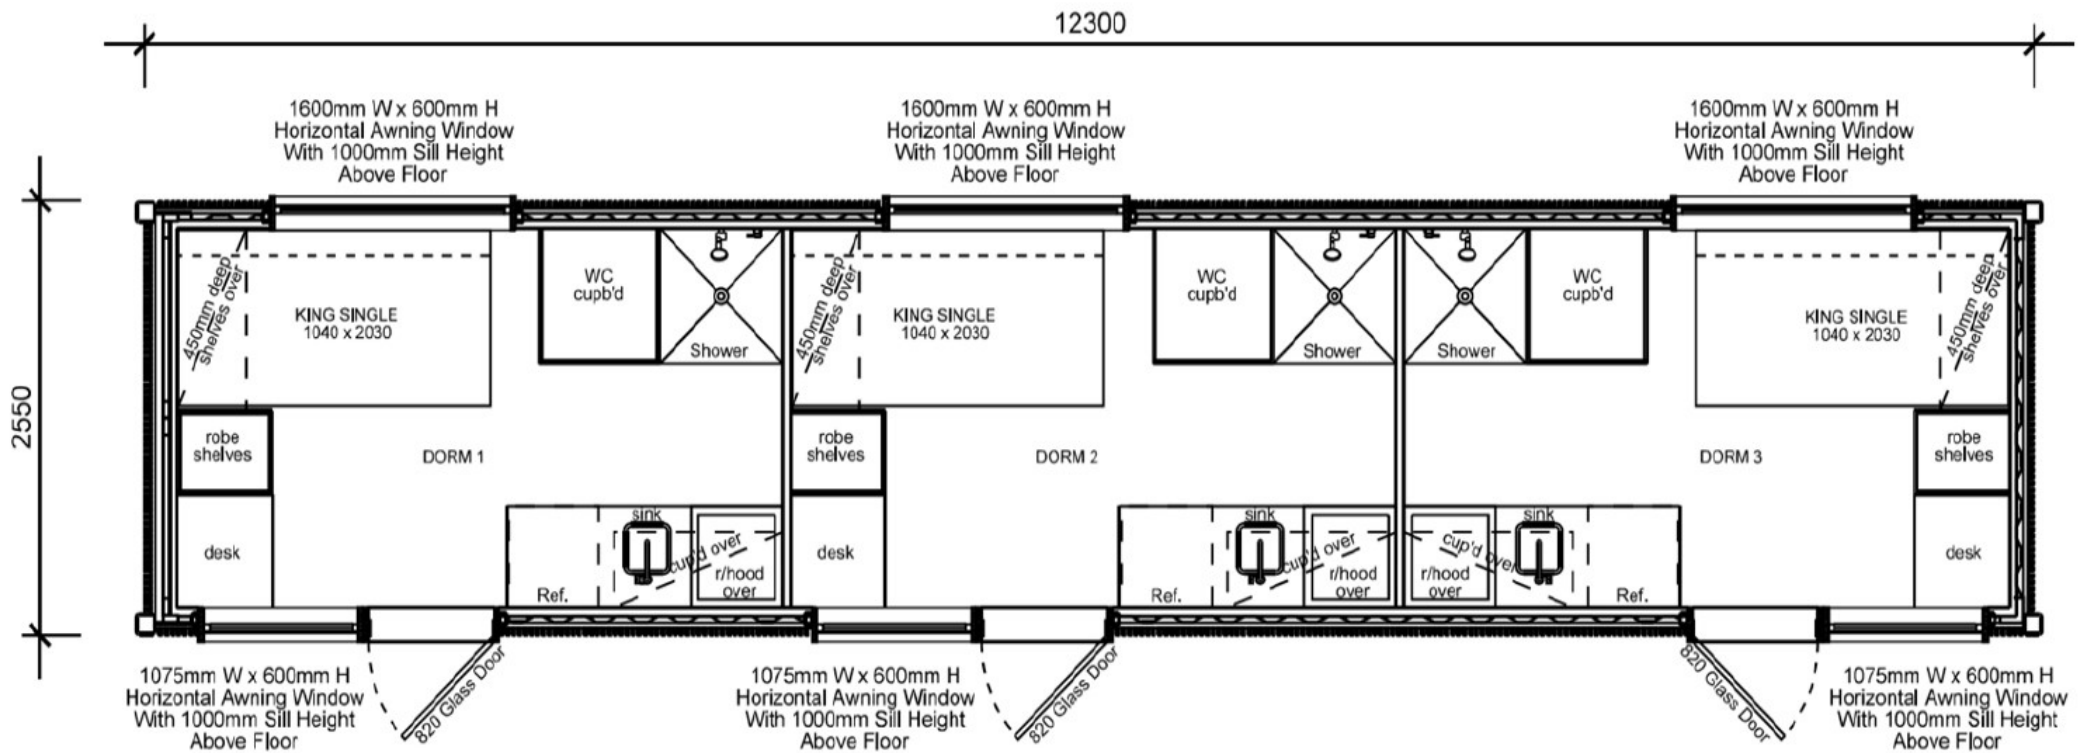 12300
1600mm W x 600mm H
Horizontal Awning Window
With 1000mm Sill Height
Above Floor
1600mm W x 600mm H
Horizontal Awning Window
With 1000mm Sill Height
Above Floor
1600mm W x 600mm H
Horizontal Awning Window
With 1000mm Sill Height
Above Floor
2550
450mm deep
shelves over
KING SINGLE
1040 x 2030
WC
cupb'd
Shower
450mm deep
shelves over
KING SINGLE
1040 x 2030
WC
cupb'd
Shower
Shower
WC
cupb'd
KING SINGLE
1040 x 2030
450mm deep
shelves over
robe
shelves
DORM 1
robe
shelves
DORM 2
DORM 3
robe
shelves
desk
Ref.
sink
cup'd over
r/hood
over
desk
Ref.
sink
cup'd over
r/hood
over
cup'd over
r/hood
over
sink
Ref.
desk
820 Glass Door
820 Glass Door
820 Glass Door
1075mm W x 600mm H
Horizontal Awning Window
With 1000mm Sill Height
Above Floor
1075mm W x 600mm H
Horizontal Awning Window
With 1000mm Sill Height
Above Floor
1075mm W x 600mm H
Horizontal Awning Window
With 1000mm Sill Height
Above Floor